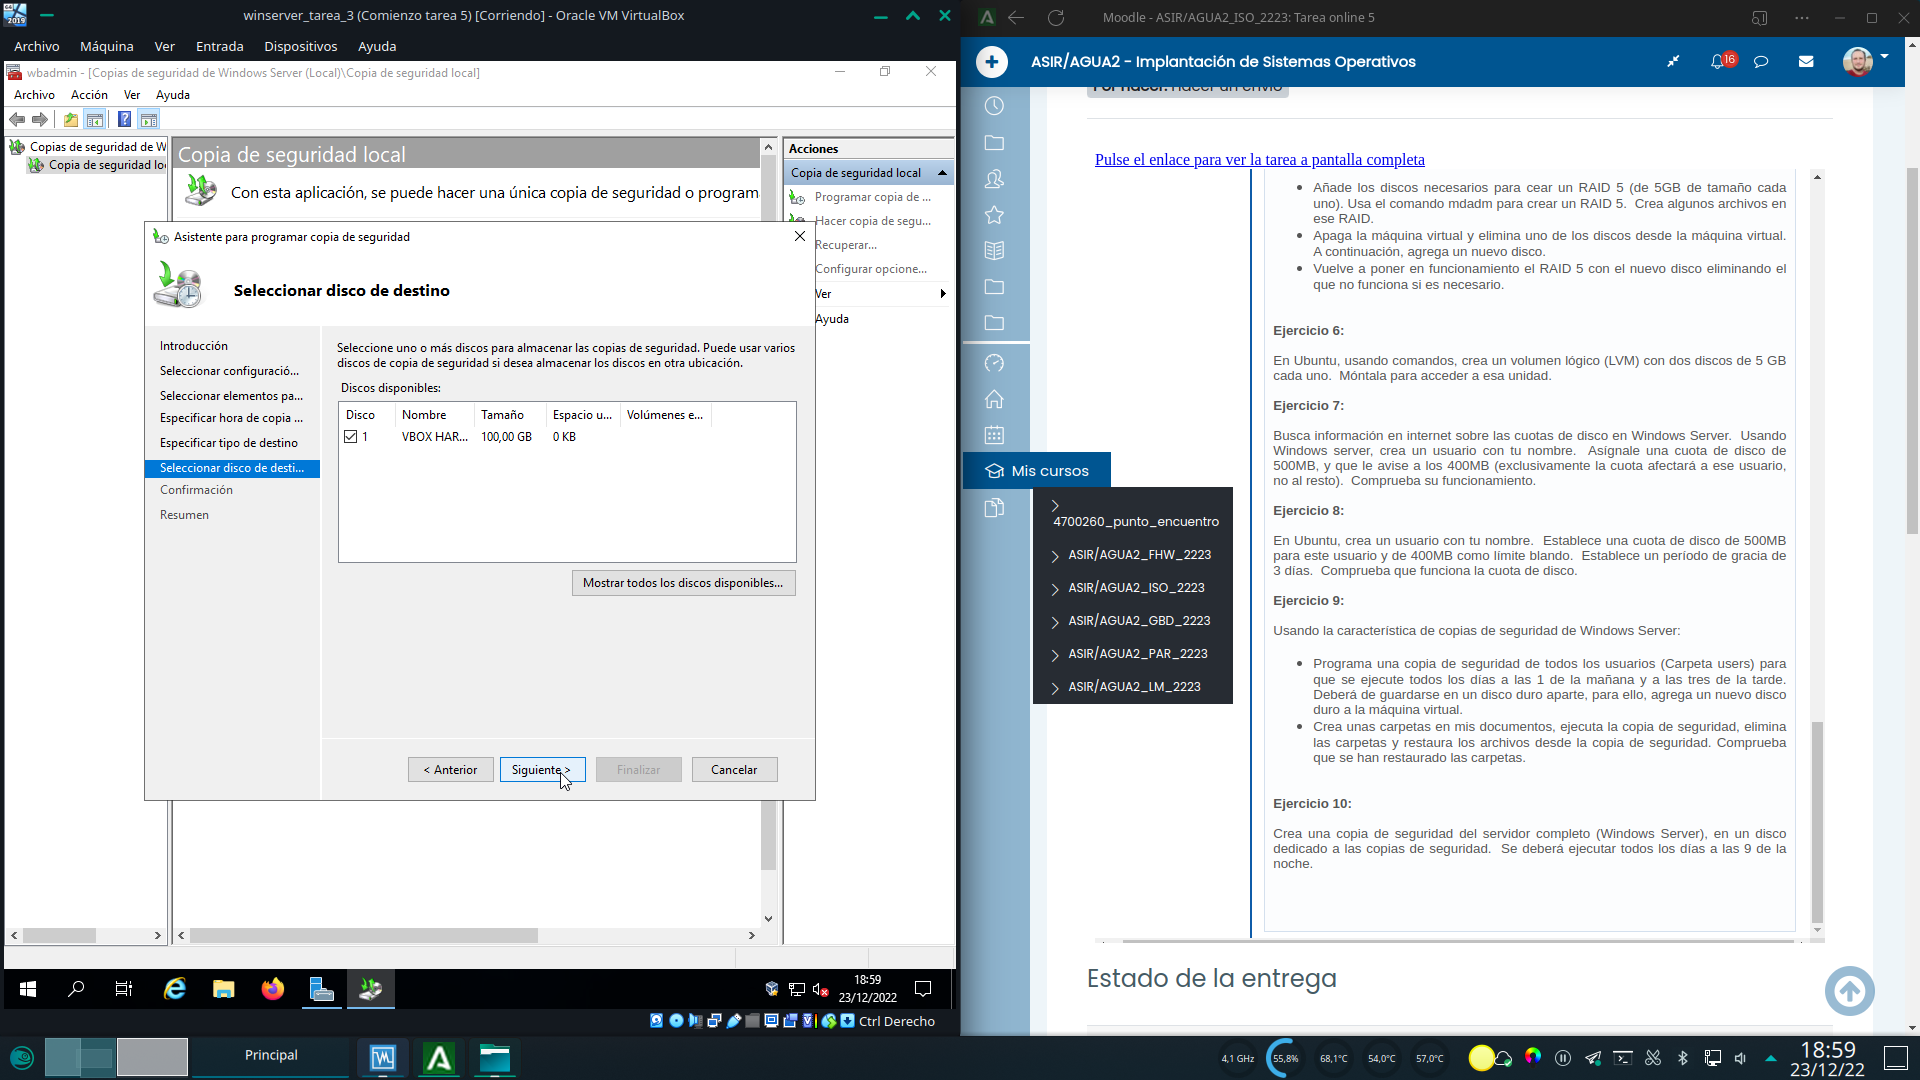 winserver_tarea_3 (Comienzo tarea 5) [Corriendo] - Oracle VM VirtualBox
Archivo Máquina Ver Entrada Dispositivos Ayuda
wbadmin - [Copias de seguridad de Windows Server (Local)\Copia de seguridad local]
Archivo Acción Ver Ayuda
Copias de seguridad de W
Copia de seguridad lo
Copia de seguridad local
Con esta aplicación, se puede hacer una única copia de seguridad o program
Acciones
Copia de seguridad local
Programar copia de ...
Hacer copia de segu...
Recuperar...
Configurar opcione...
Ver
Ayuda
Asistente para programar copia de seguridad
Seleccionar disco de destino
Introducción
Seleccionar configuració...
Seleccionar elementos pa...
Especificar hora de copia ...
Especificar tipo de destino
Seleccionar disco de desti...
Confirmación
Resumen
Seleccione uno o más discos para almacenar las copias de seguridad. Puede usar varios
discos de copia de seguridad si desea almacenar los discos en otra ubicación.
Discos disponibles:
Disco Nombre Tamaño Espacio u... Volúmenes e...
1 VBOX HAR... 100,00 GB 0 KB
Mostrar todos los discos disponibles...
< Anterior Siguiente > Finalizar Cancelar
18:59
23/12/2022
Ctrl Derecho
Moodle - ASIR/AGUA2_ISO_2223: Tarea online 5
ASIR/AGUA2 - Implantación de Sistemas Operativos
16
Por hacer: Hacer un envío
Pulse el enlace para ver la tarea a pantalla completa
Añade los discos necesarios para cear un RAID 5 (de 5GB de tamaño cada
uno). Usa el comando mdadm para crear un RAID 5. Crea algunos archivos en
ese RAID.
Apaga la máquina virtual y elimina uno de los discos desde la máquina virtual.
A continuación, agrega un nuevo disco.
Vuelve a poner en funcionamiento el RAID 5 con el nuevo disco eliminando el
que no funciona si es necesario.
Ejercicio 6:
En Ubuntu, usando comandos, crea un volumen lógico (LVM) con dos discos de 5 GB
cada uno. Móntala para acceder a esa unidad.
Ejercicio 7:
Busca información en internet sobre las cuotas de disco en Windows Server. Usando
Windows server, crea un usuario con tu nombre. Asígnale una cuota de disco de
500MB, y que le avise a los 400MB (exclusivamente la cuota afectará a ese usuario,
no al resto). Comprueba su funcionamiento.
Ejercicio 8:
En Ubuntu, crea un usuario con tu nombre. Establece una cuota de disco de 500MB
para este usuario y de 400MB como límite blando. Establece un período de gracia de
3 días. Comprueba que funciona la cuota de disco.
Ejercicio 9:
Usando la característica de copias de seguridad de Windows Server:
Programa una copia de seguridad de todos los usuarios (Carpeta users) para
que se ejecute todos los días a las 1 de la mañana y a las tres de la tarde.
Deberá de guardarse en un disco duro aparte, para ello, agrega un nuevo disco
duro a la máquina virtual.
Crea unas carpetas en mis documentos, ejecuta la copia de seguridad, elimina
las carpetas y restaura los archivos desde la copia de seguridad. Comprueba
que se han restaurado las carpetas.
Ejercicio 10:
Crea una copia de seguridad del servidor completo (Windows Server), en un disco
dedicado a las copias de seguridad. Se deberá ejecutar todos los días a las 9 de la
noche.
Mis cursos
4700260_punto_encuentro
ASIR/AGUA2_FHW_2223
ASIR/AGUA2_ISO_2223
ASIR/AGUA2_GBD_2223
ASIR/AGUA2_PAR_2223
ASIR/AGUA2_LM_2223
Estado de la entrega
Principal
4,1 GHz 55,8% 68,1°C 54,0°C 57,0°C
18:59
23/12/22